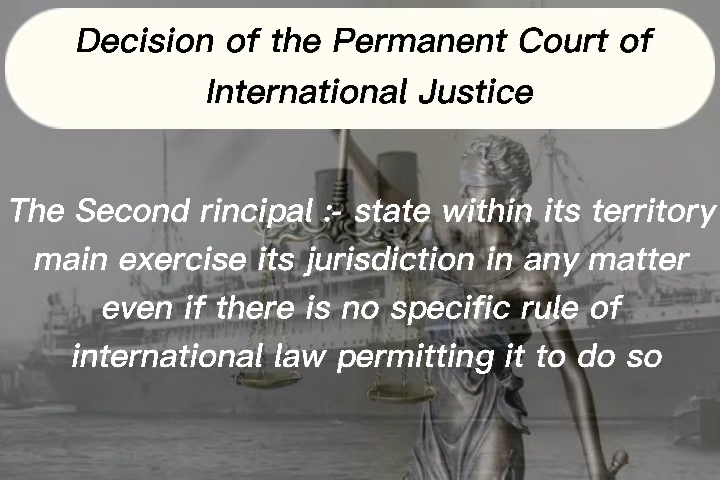 Decision of the Permanent Court of
International Justice
The Second rincipal :- state within its territory
main exercise its jurisdiction in any matter
even if there is no specific rule of
international law permitting it to do so